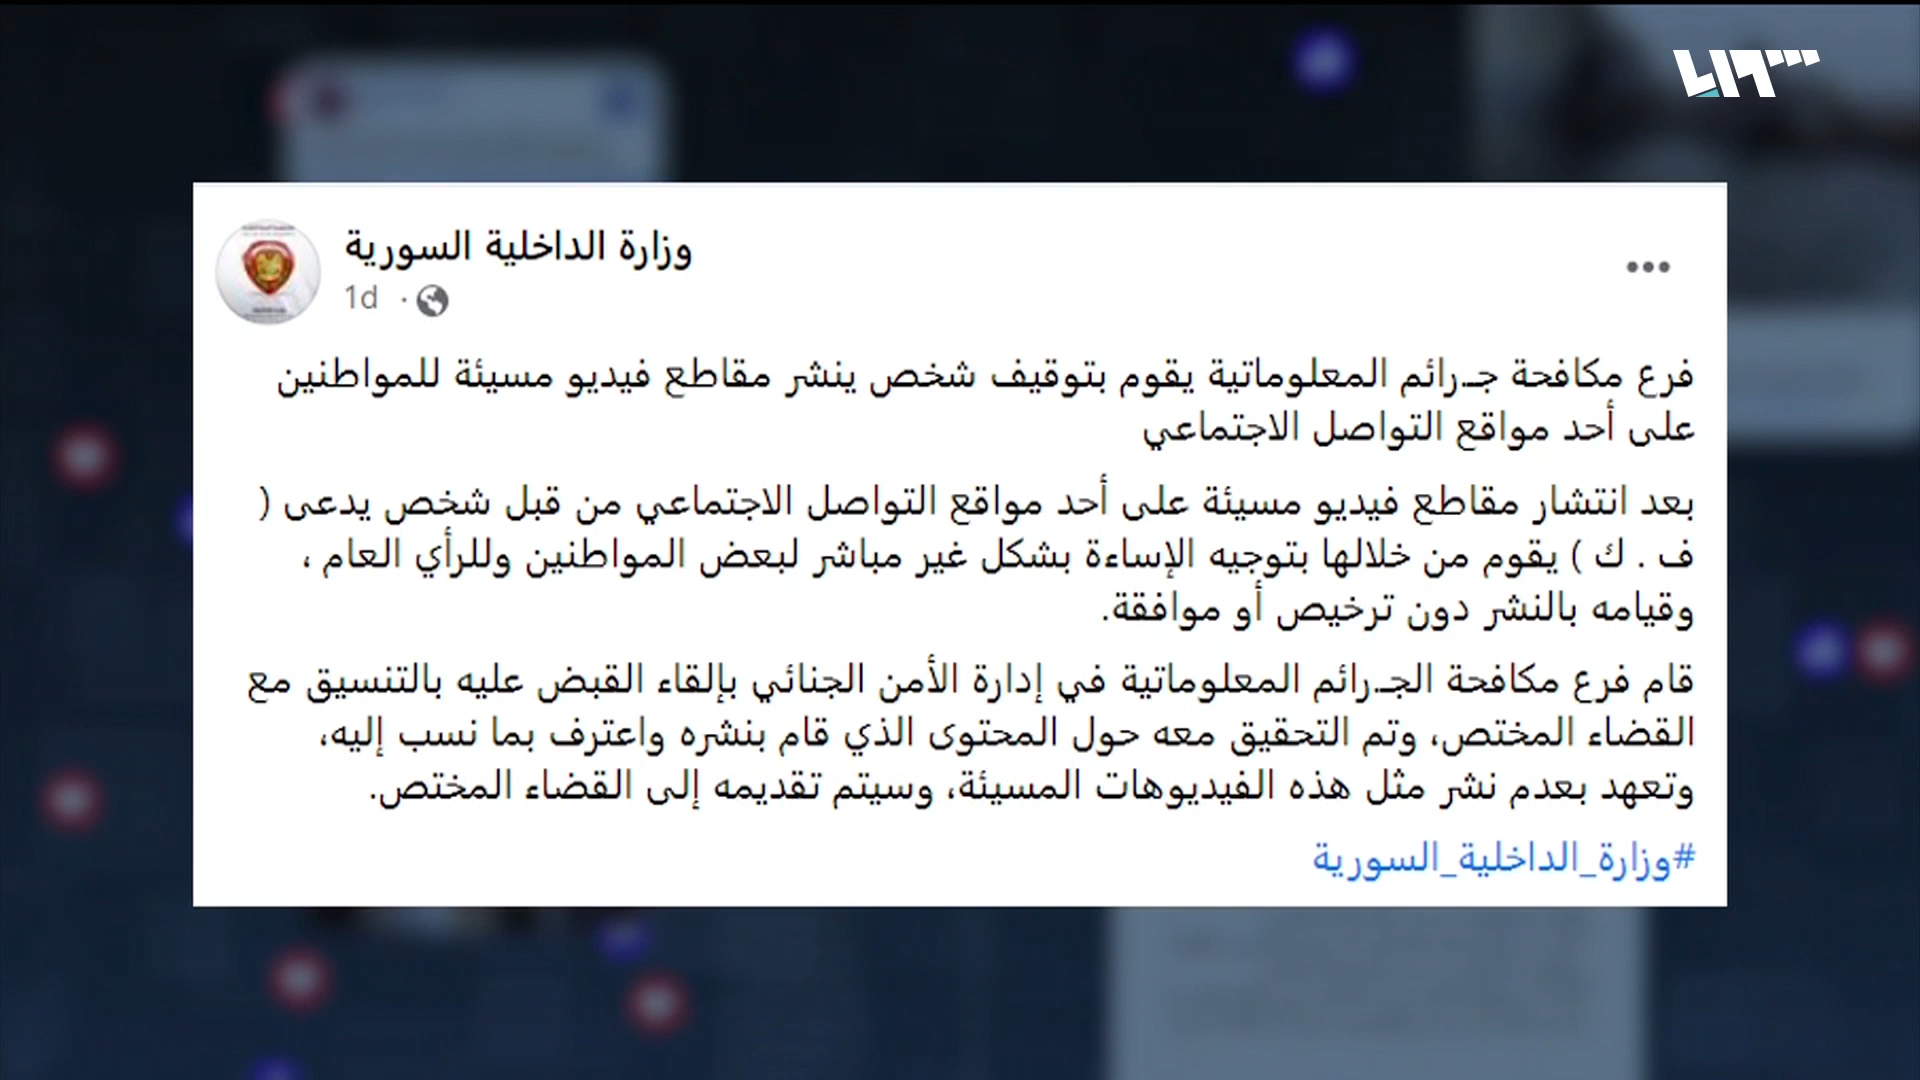 وزارة الداخلية السورية
1d ·
فرع مكافحة جـ.رائم المعلوماتية يقوم بتوقيف شخص ينشر مقاطع فيديو مسيئة للمواطنين
على أحد مواقع التواصل الاجتماعي
بعد انتشار مقاطع فيديو مسيئة على أحد مواقع التواصل الاجتماعي من قبل شخص يدعى (
ف . ك ) يقوم من خلالها بتوجيه الإساءة بشكل غير مباشر لبعض المواطنين وللرأي العام ،
وقيامه بالنشر دون ترخيص أو موافقة.
قام فرع مكافحة الجـ.رائم المعلوماتية في إدارة الأمن الجنائي بإلقاء القبض عليه بالتنسيق مع
القضاء المختص، وتم التحقيق معه حول المحتوى الذي قام بنشره واعترف بما نسب إليه،
وتعهد بعدم نشر مثل هذه الفيديوهات المسيئة، وسيتم تقديمه إلى القضاء المختص.
#وزارة_الداخلية_السورية